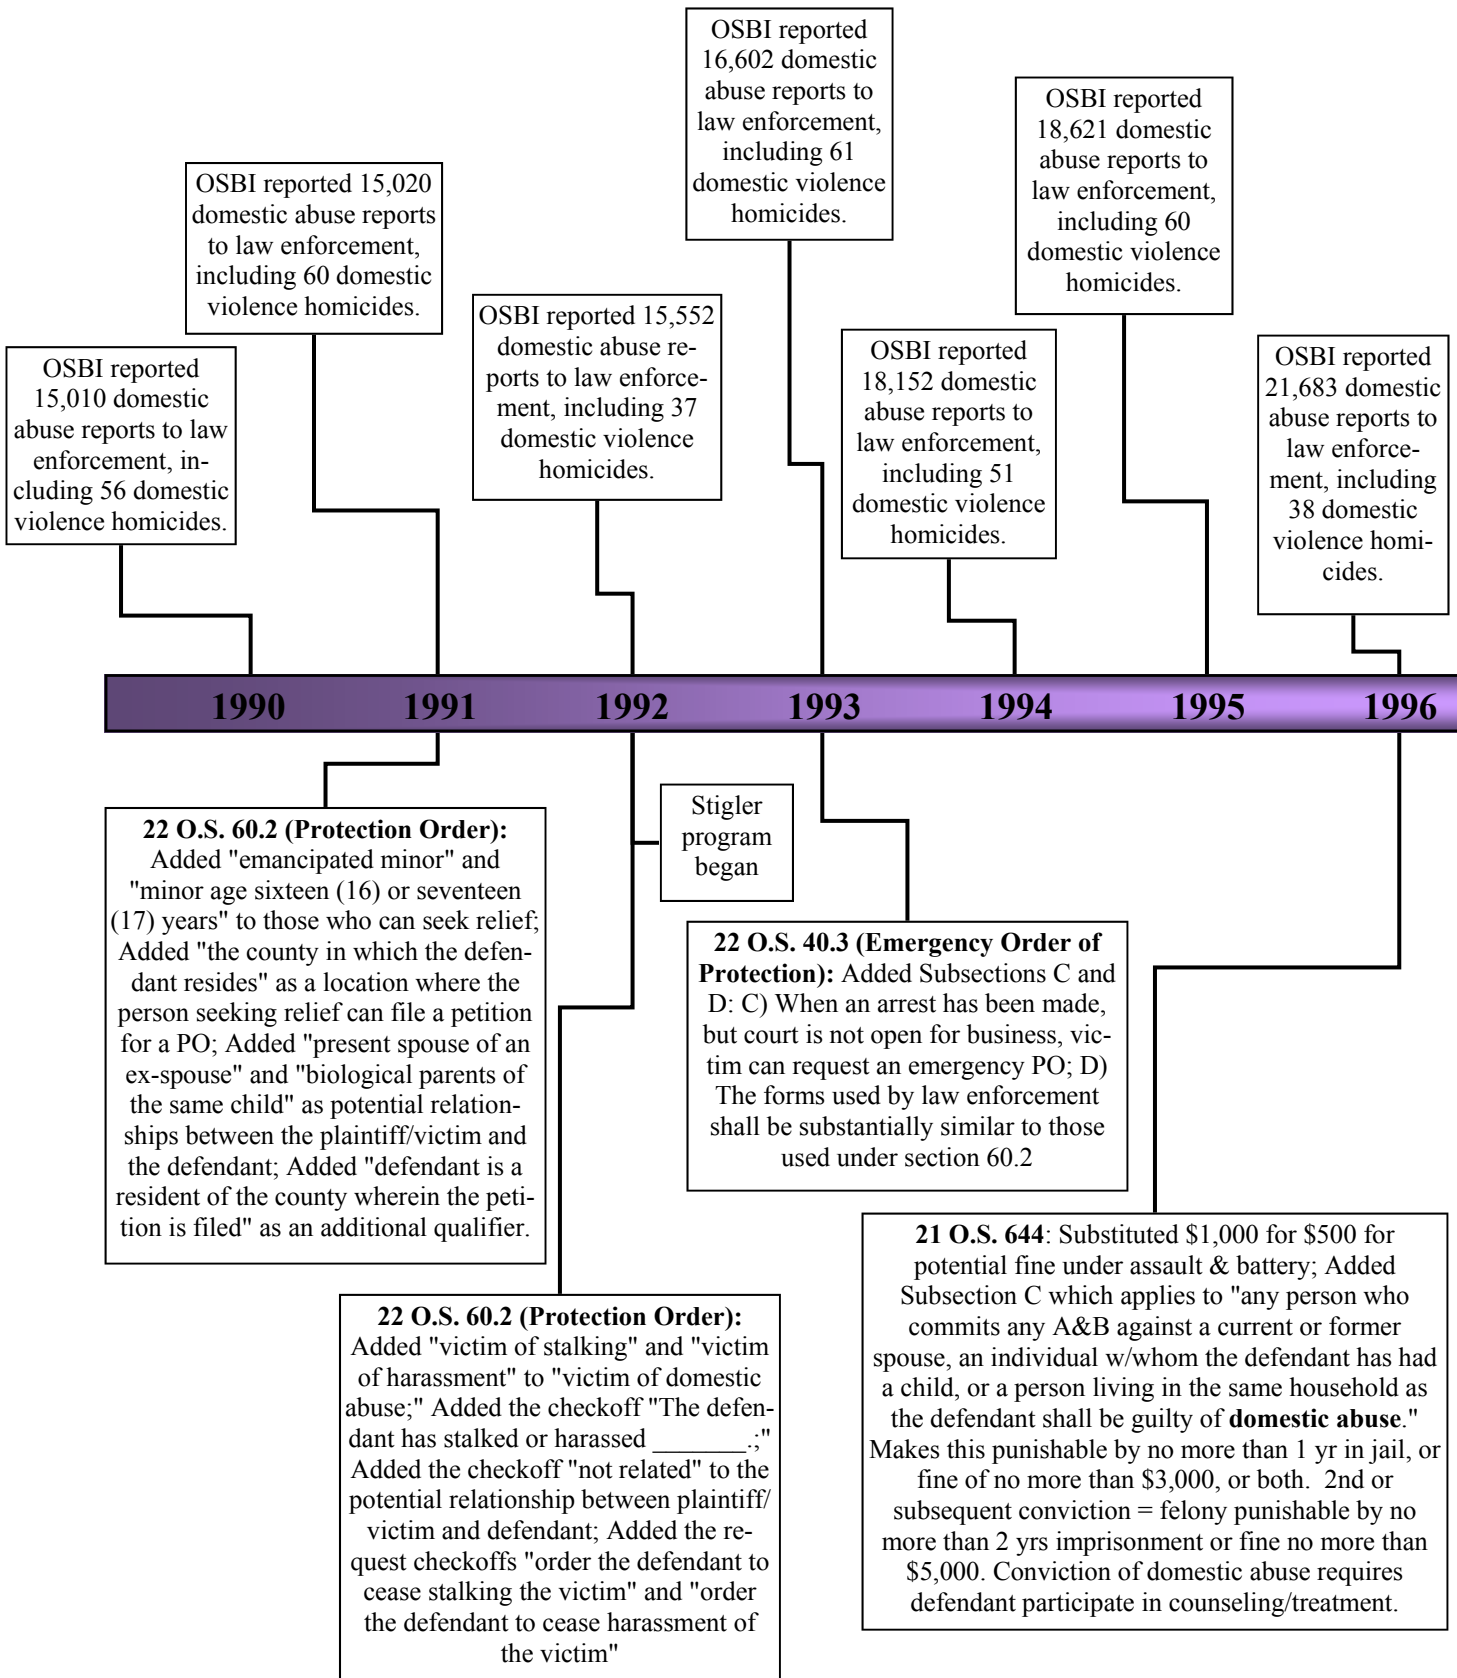 OSBI reported
16,602 domestic
abuse reports to
law enforcement,
including 61
domestic violence
homicides.
OSBI reported
18,621 domestic
abuse reports to
law enforcement,
including 60
domestic violence
homicides.
OSBI reported 15,020
domestic abuse reports
to law enforcement,
including 60 domestic
violence homicides.
OSBI reported 15,552
domestic abuse re-
ports to law enforce-
ment, including 37
domestic violence
homicides.
OSBI reported
18,152 domestic
abuse reports to
law enforcement,
including 51
domestic violence
homicides.
OSBI reported
21,683 domestic
abuse reports to
law enforce-
ment, including
38 domestic
violence homi-
cides.
OSBI reported
15,010 domestic
abuse reports to law
enforcement, in-
cluding 56 domestic
violence homicides.
1990 1991 1992 1993 1994 1995 1996
22 O.S. 60.2 (Protection Order):
Added "emancipated minor" and
"minor age sixteen (16) or seventeen
(17) years" to those who can seek relief;
Added "the county in which the defen-
dant resides" as a location where the
person seeking relief can file a petition
for a PO; Added "present spouse of an
ex-spouse" and "biological parents of
the same child" as potential relation-
ships between the plaintiff/victim and
the defendant; Added "defendant is a
resident of the county wherein the peti-
tion is filed" as an additional qualifier.
Stigler
program
began
22 O.S. 40.3 (Emergency Order of
Protection): Added Subsections C and
D: C) When an arrest has been made,
but court is not open for business, vic-
tim can request an emergency PO; D)
The forms used by law enforcement
shall be substantially similar to those
used under section 60.2
21 O.S. 644: Substituted $1,000 for $500 for
potential fine under assault & battery; Added
Subsection C which applies to "any person who
commits any A&B against a current or former
spouse, an individual w/whom the defendant has had
a child, or a person living in the same household as
the defendant shall be guilty of domestic abuse."
Makes this punishable by no more than 1 yr in jail, or
fine of no more than $3,000, or both.  2nd or
subsequent conviction = felony punishable by no
more than 2 yrs imprisonment or fine no more than
$5,000. Conviction of domestic abuse requires
defendant participate in counseling/treatment.
22 O.S. 60.2 (Protection Order):
Added "victim of stalking" and "victim
of harassment" to "victim of domestic
abuse;" Added the checkoff "The defen-
dant has stalked or harassed _______.;"
Added the checkoff "not related" to the
potential relationship between plaintiff/
victim and defendant; Added the re-
quest checkoffs "order the defendant to
cease stalking the victim" and "order
the defendant to cease harassment of
the victim"